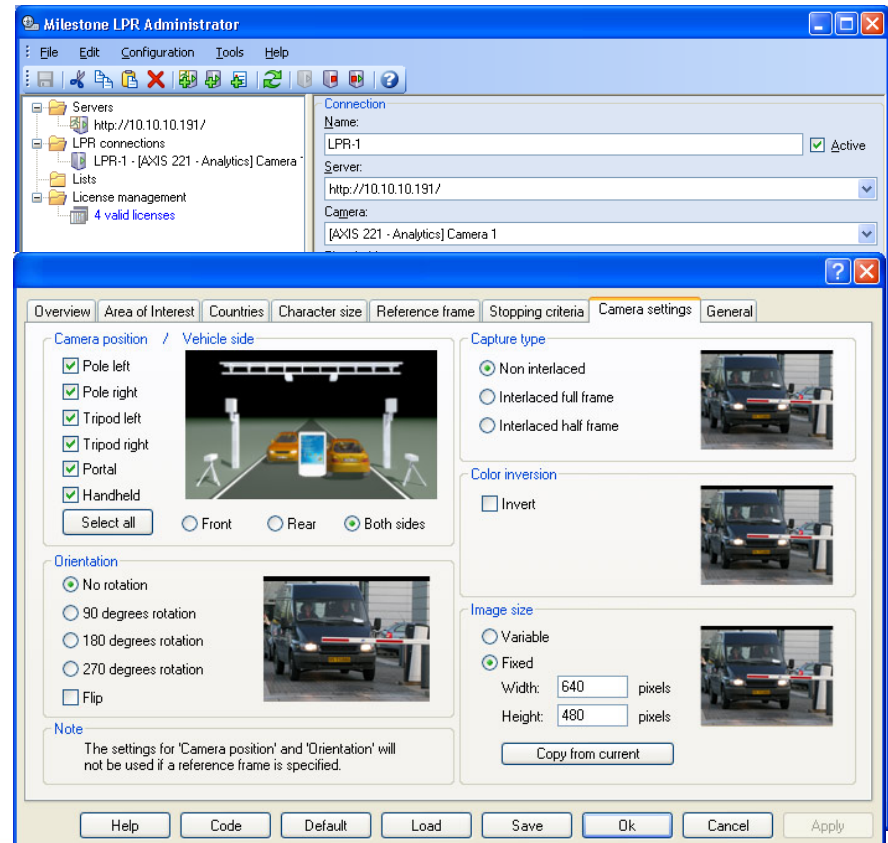 Milestone LPR Administrator
File Edit Configuration Tools Help
Servers
http://10.10.10.191/
LPR connections
LPR-1 - [AXIS 221 - Analytics] Camera
Lists
License management
4 valid licenses
Connection
Name:
LPR-1
Active
Server:
http://10.10.10.191/
Camera:
[AXIS 221 - Analytics] Camera 1
Overview Area of Interest Countries Character size Reference frame Stopping criteria Camera settings General
Camera position / Vehicle side
Pole left
Pole right
Tripod left
Tripod right
Portal
Handheld
Select all
Front Rear Both sides
Orientation
No rotation
90 degrees rotation
180 degrees rotation
270 degrees rotation
Flip
Note
The settings for 'Camera position' and 'Orientation' will
not be used if a reference frame is specified.
Capture type
Non interlaced
Interlaced full frame
Interlaced half frame
Color inversion
Invert
Image size
Variable
Fixed
Width: 640 pixels
Height: 480 pixels
Copy from current
Help Code Default Load Save Ok Cancel Apply